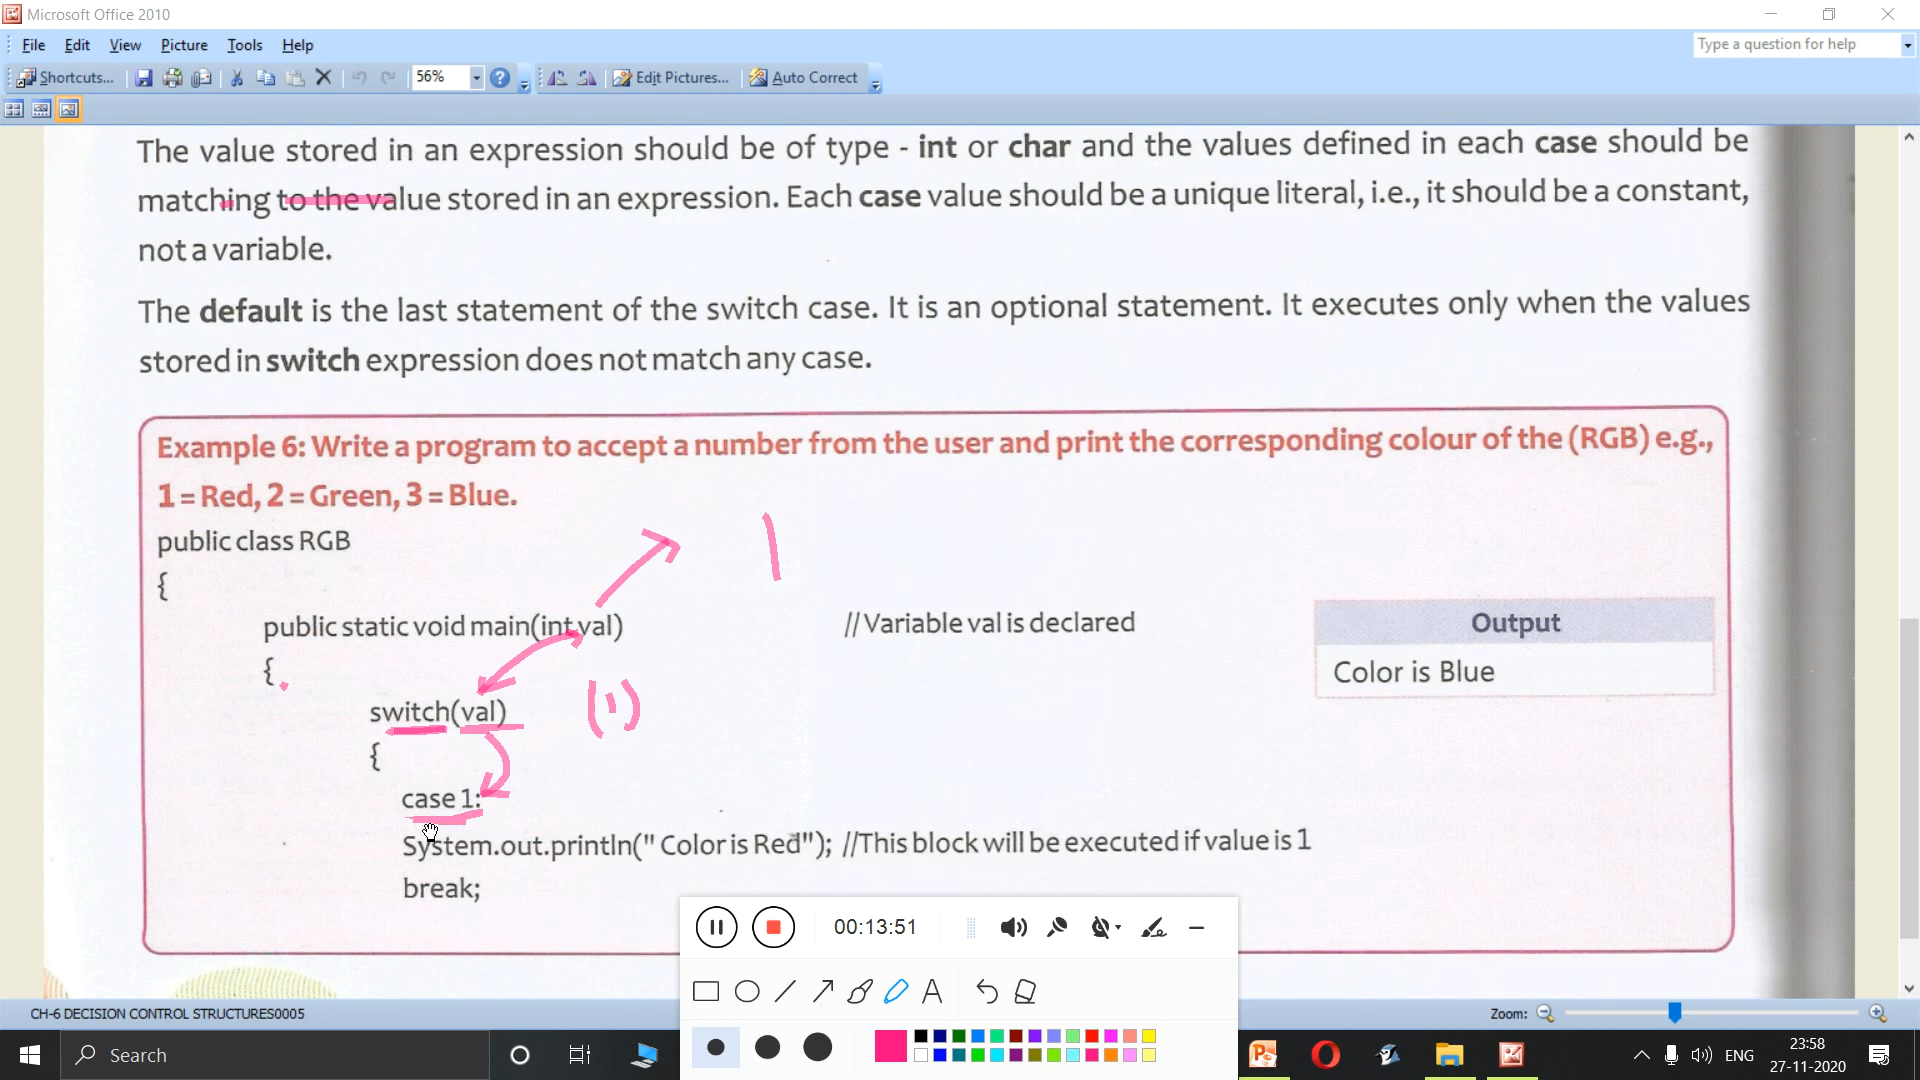 Microsoft Office 2010
File Edit View Picture Tools Help
Type a question for help
Shortcuts...
56%
Edit Pictures...
Auto Correct
The value stored in an expression should be of type - int or char and the values defined in each case should be
matching to the value stored in an expression. Each case value should be a unique literal, i.e., it should be a constant,
not a variable.
The default is the last statement of the switch case. It is an optional statement. It executes only when the values
stored in switch expression does not match any case.
Example 6: Write a program to accept a number from the user and print the corresponding colour of the (RGB) e.g.,
1 = Red, 2 = Green, 3 = Blue.
public class RGB
{
1
public static void main(int val) // Variable val is declared
Output
{
Color is Blue
switch(val) (1)
{
case 1:
System.out.println(" Color is Red"); //This block will be executed if value is 1
break;
00:13:51
A
CH-6 DECISION CONTROL STRUCTURES0005
Zoom:
Search
ENG
23:58
27-11-2020